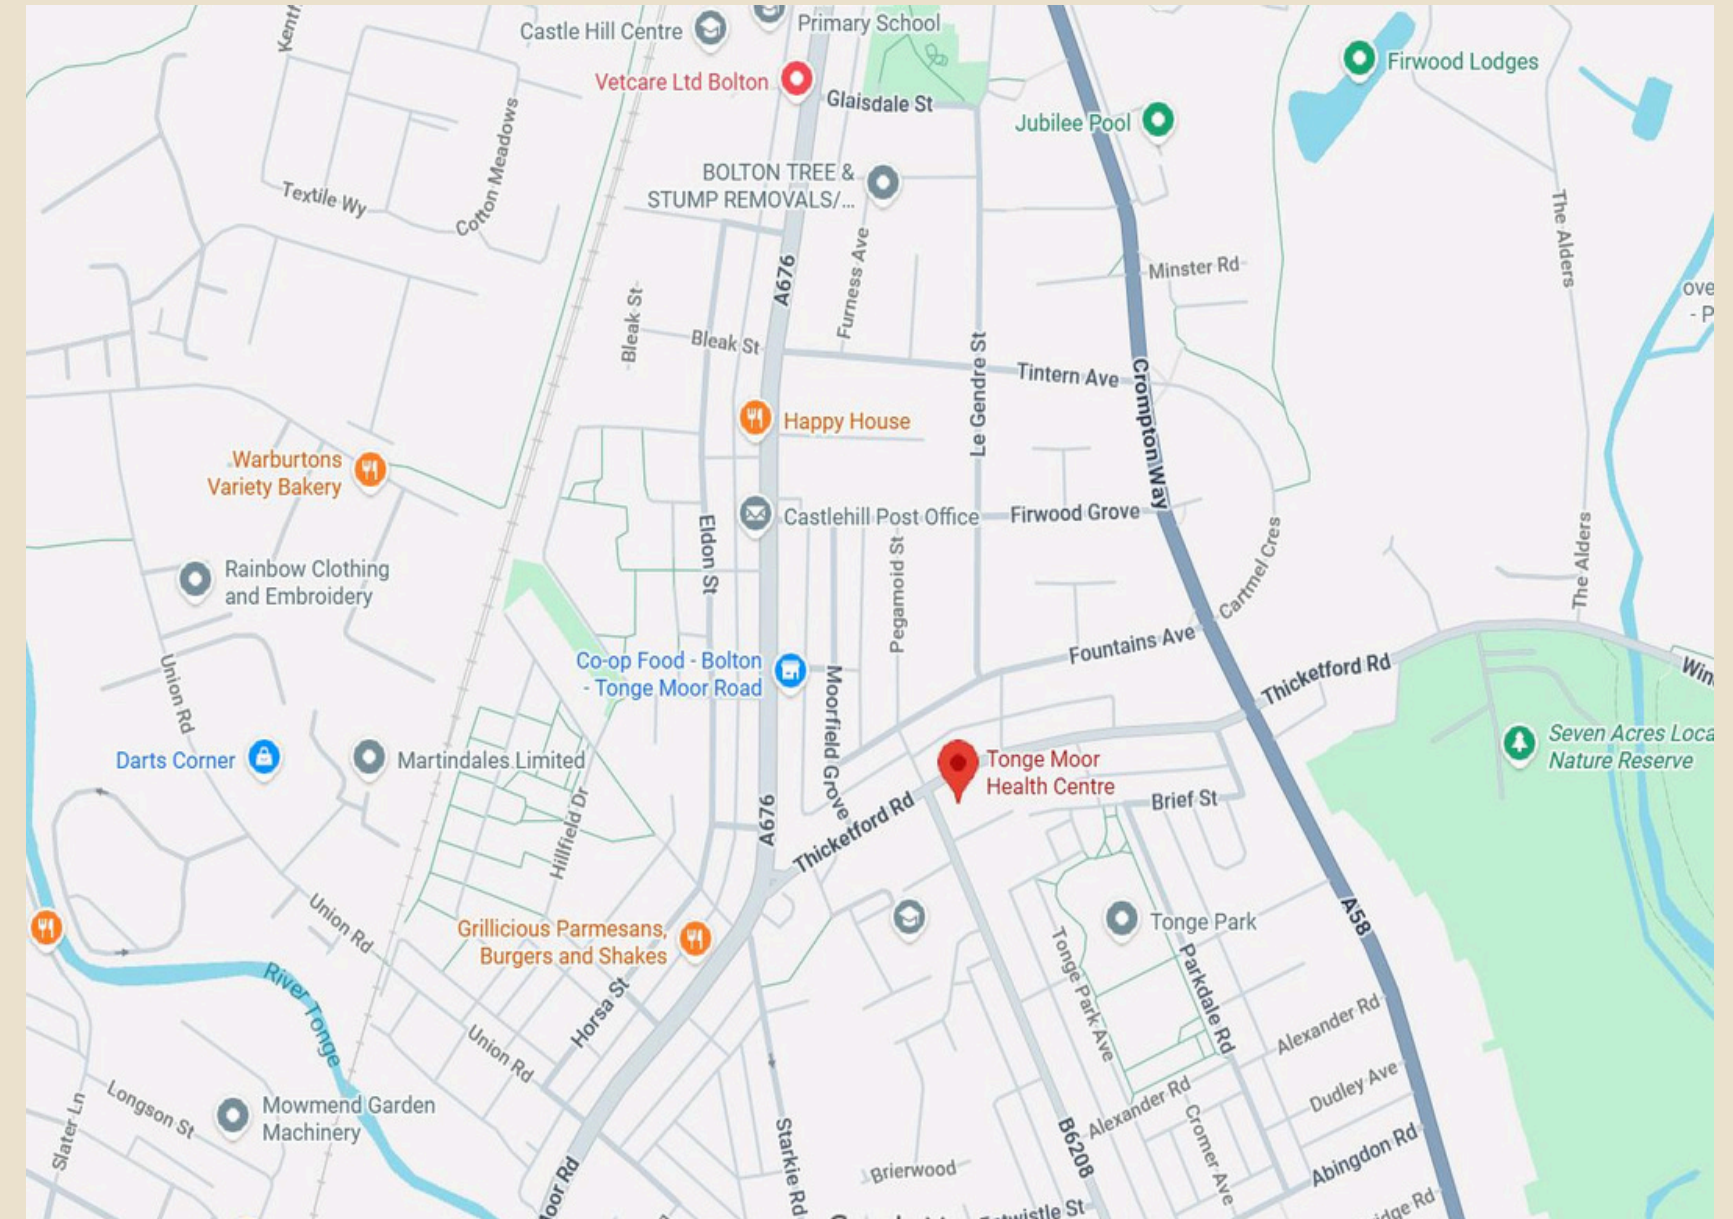 Castle Hill Centre
Primary School
Vetcare Ltd Bolton
Glaisdale St
Firwood Lodges
Jubilee Pool
Cotton Meadows
Textile Wy
BOLTON TREE &
STUMP REMOVALS/...
The Alders
A676
Furness Ave
Minster Rd
Bleak St
Bleak St
Le Gendre St
Tintern Ave
Crompton Way
Happy House
Warburtons
Variety Bakery
Castlehill Post Office
Firwood Grove
Eldon St
Pegamoid St
Cartmel Cres
The Alders
Rainbow Clothing
and Embroidery
Fountains Ave
Thicketford Rd
Co-op Food - Bolton
- Tonge Moor Road
Union Rd
Moorfield Grove
Darts Corner
Martindales Limited
Tonge Moor
Health Centre
Seven Acres Loca
Nature Reserve
Hillfield Dr
A676
Thicketford Rd
Brief St
Union Rd
Grillicious Parmesans,
Burgers and Shakes
Tonge Park
A58
River Tonge
Horsa St
Union Rd
Tonge Park Ave
Parkdale Rd
Alexander Rd
Dudley Ave
Slater Ln
Longson St
Mowmend Garden
Machinery
Starkie Rd
B6208
Alexander Rd
Cromer Ave
Abingdon Rd
Brierwood
oor Rd
twistle St
idge Rd